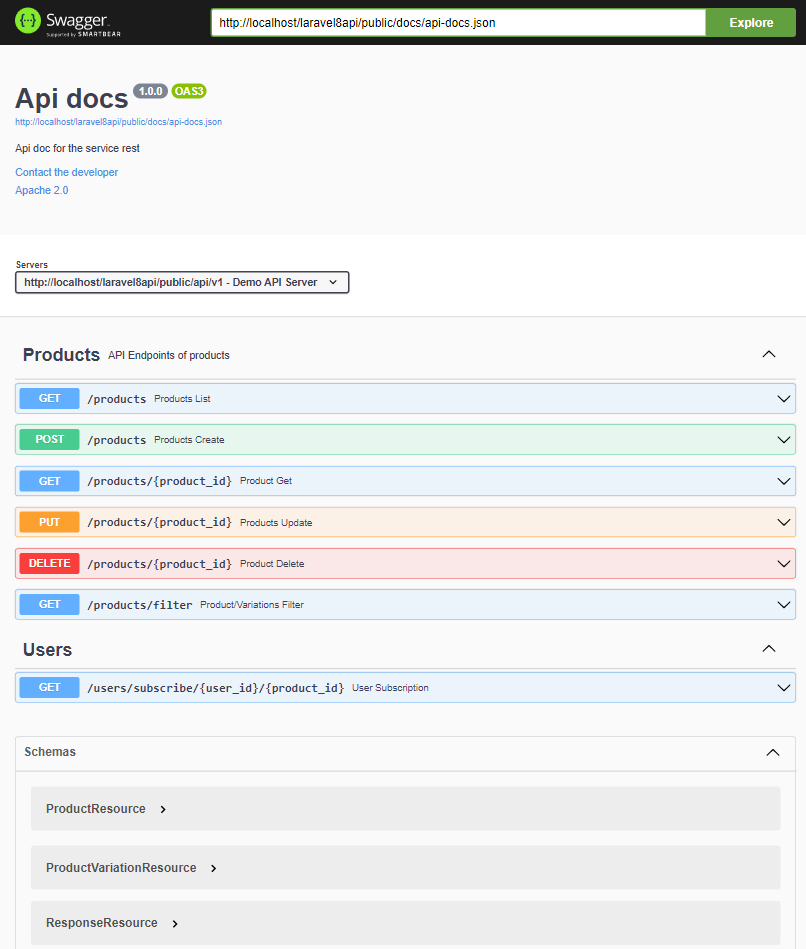 Swagger
Supported by SMARTBEAR
http://localhost/laravel8api/public/docs/api-docs.json
Explore
Api docs 1.0.0 OAS3
http://localhost/laravel8api/public/docs/api-docs.json
Api doc for the service rest
Contact the developer
Apache 2.0
Servers
http://localhost/laravel8api/public/api/v1 - Demo API Server
Products API Endpoints of products
GET /products Products List
POST /products Products Create
GET /products/{product_id} Product Get
PUT /products/{product_id} Products Update
DELETE /products/{product_id} Product Delete
GET /products/filter Product/Variations Filter
Users
GET /users/subscribe/{user_id}/{product_id} User Subscription
Schemas
ProductResource
ProductVariationResource
ResponseResource